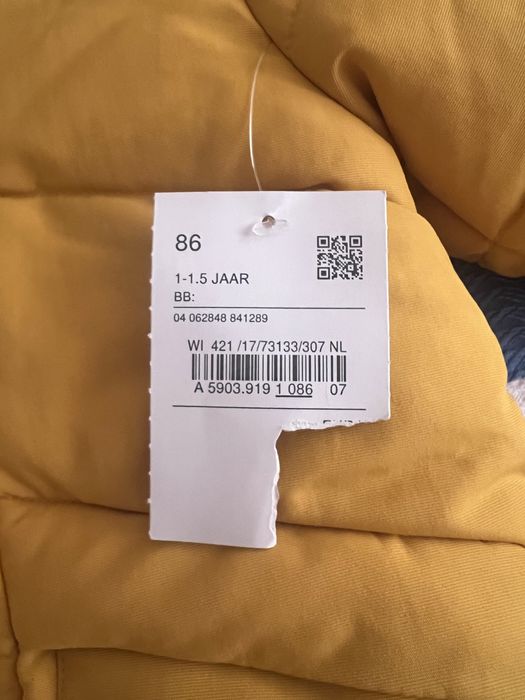 86
1-1.5 JAAR
BB:
04 062848 841289
WI 421 /17/73133/307 NL
A 5903.919 1 086 07